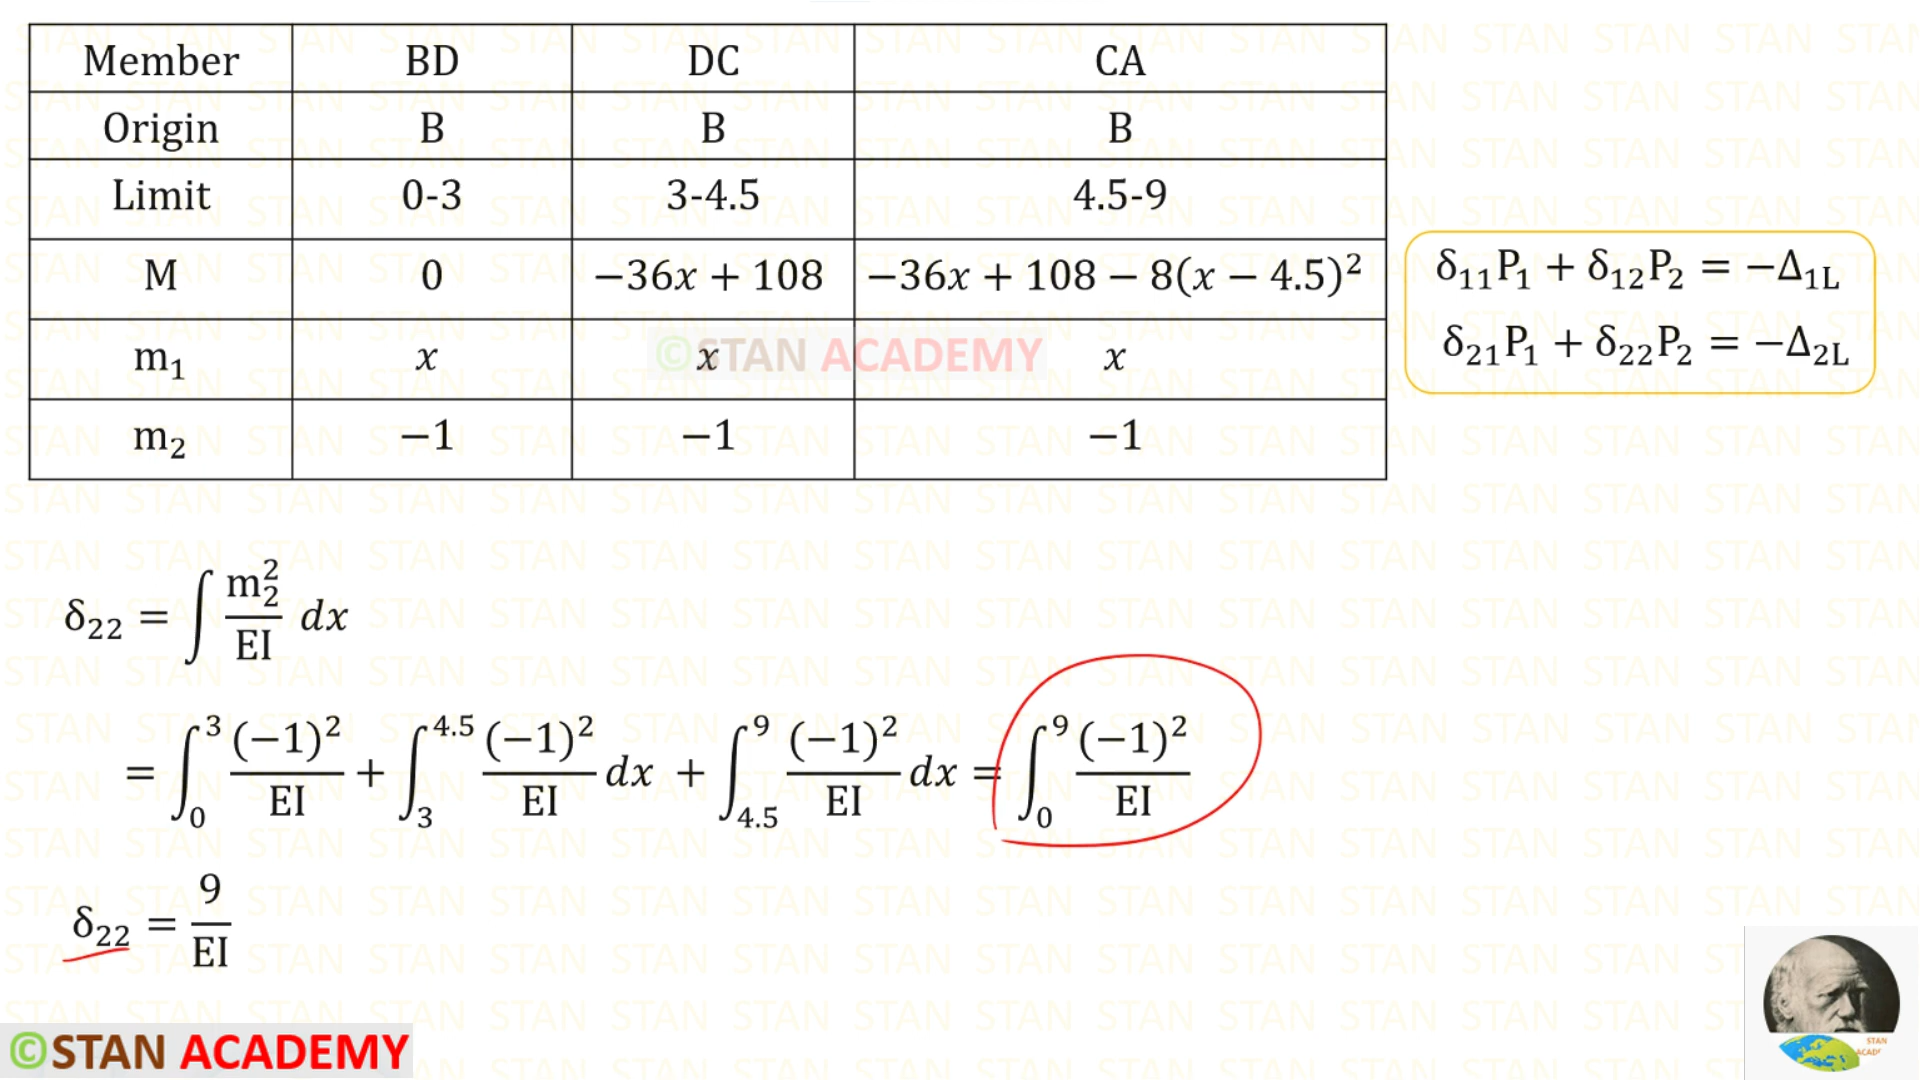 Member BD DC CA
Origin B B B
Limit 0-3 3-4.5 4.5-9
M 0 −36x + 108 −36x + 108 − 8(x − 4.5)²
m₁ x x x
m₂ −1 −1 −1
δ₁₁P₁ + δ₁₂P₂ = −Δ₁L
δ₂₁P₁ + δ₂₂P₂ = −Δ₂L
©STAN ACADEMY
δ₂₂ = ∫ m₂²/EI dx
= ∫₀³ (−1)²/EI + ∫₃^4.5 (−1)²/EI dx + ∫_4.5^9 (−1)²/EI dx = ∫₀⁹ (−1)²/EI
δ₂₂ = 9/EI
©STAN ACADEMY
STAN